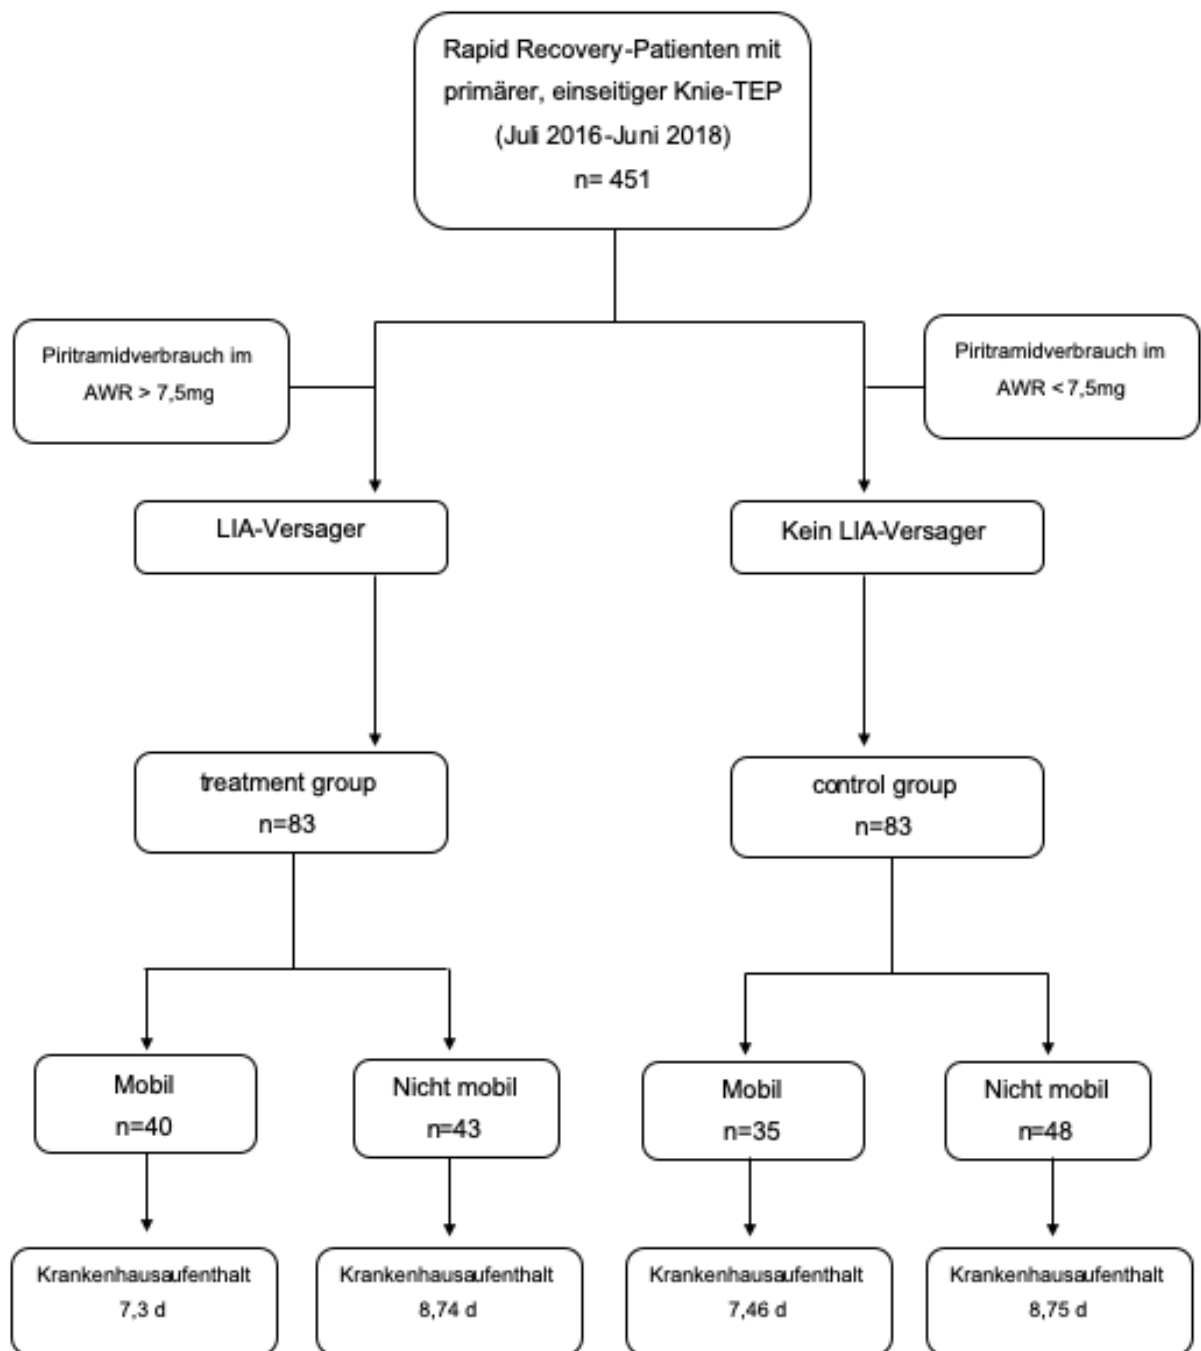 Rapid Recovery-Patienten mit
primärer, einseitiger Knie-TEP
(Juli 2016-Juni 2018)
n= 451
Piritramidverbrauch im
AWR > 7,5mg
Piritramidverbrauch im
AWR < 7,5mg
LIA-Versager
Kein LIA-Versager
treatment group
n=83
control group
n=83
Mobil
n=40
Nicht mobil
n=43
Mobil
n=35
Nicht mobil
n=48
Krankenhausaufenthalt
7,3 d
Krankenhausaufenthalt
8,74 d
Krankenhausaufenthalt
7,46 d
Krankenhausaufenthalt
8,75 d